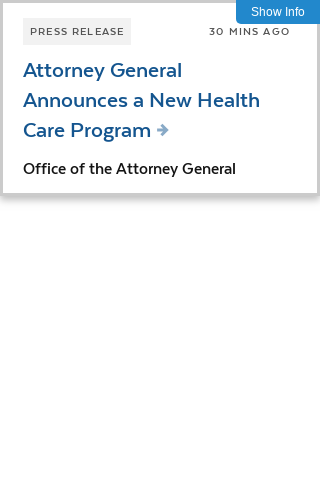 Show Info
PRESS RELEASE 30 MINS AGO
Attorney General
Announces a New Health
Care Program
Office of the Attorney General